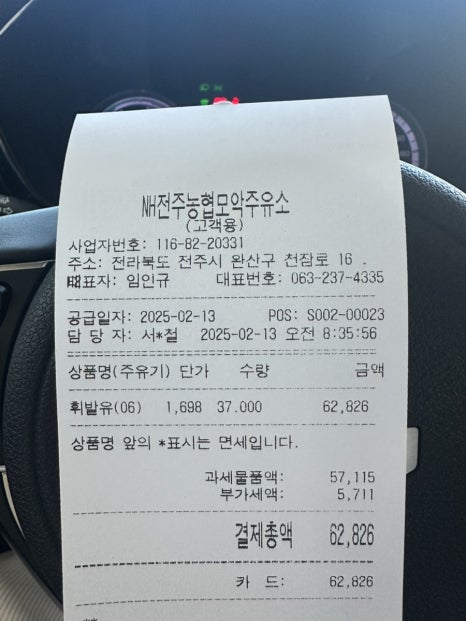 NH전주농협모악주유소
(고객용)
사업자번호: 116-82-20331
주소: 전라북도 전주시 완산구 천잠로 16 .
대표자: 임인규 대표번호: 063-237-4335
공급일자: 2025-02-13 POS: S002-00023
담 당 자: 서*철 2025-02-13 오전 8:35:56
상품명(주유기) 단가 수량 금액
휘발유(06) 1,698 37.000 62,826
상품명 앞의 *표시는 면세입니다.
과세물품액: 57,115
부가세액: 5,711
결제총액 62,826
카 드: 62,826